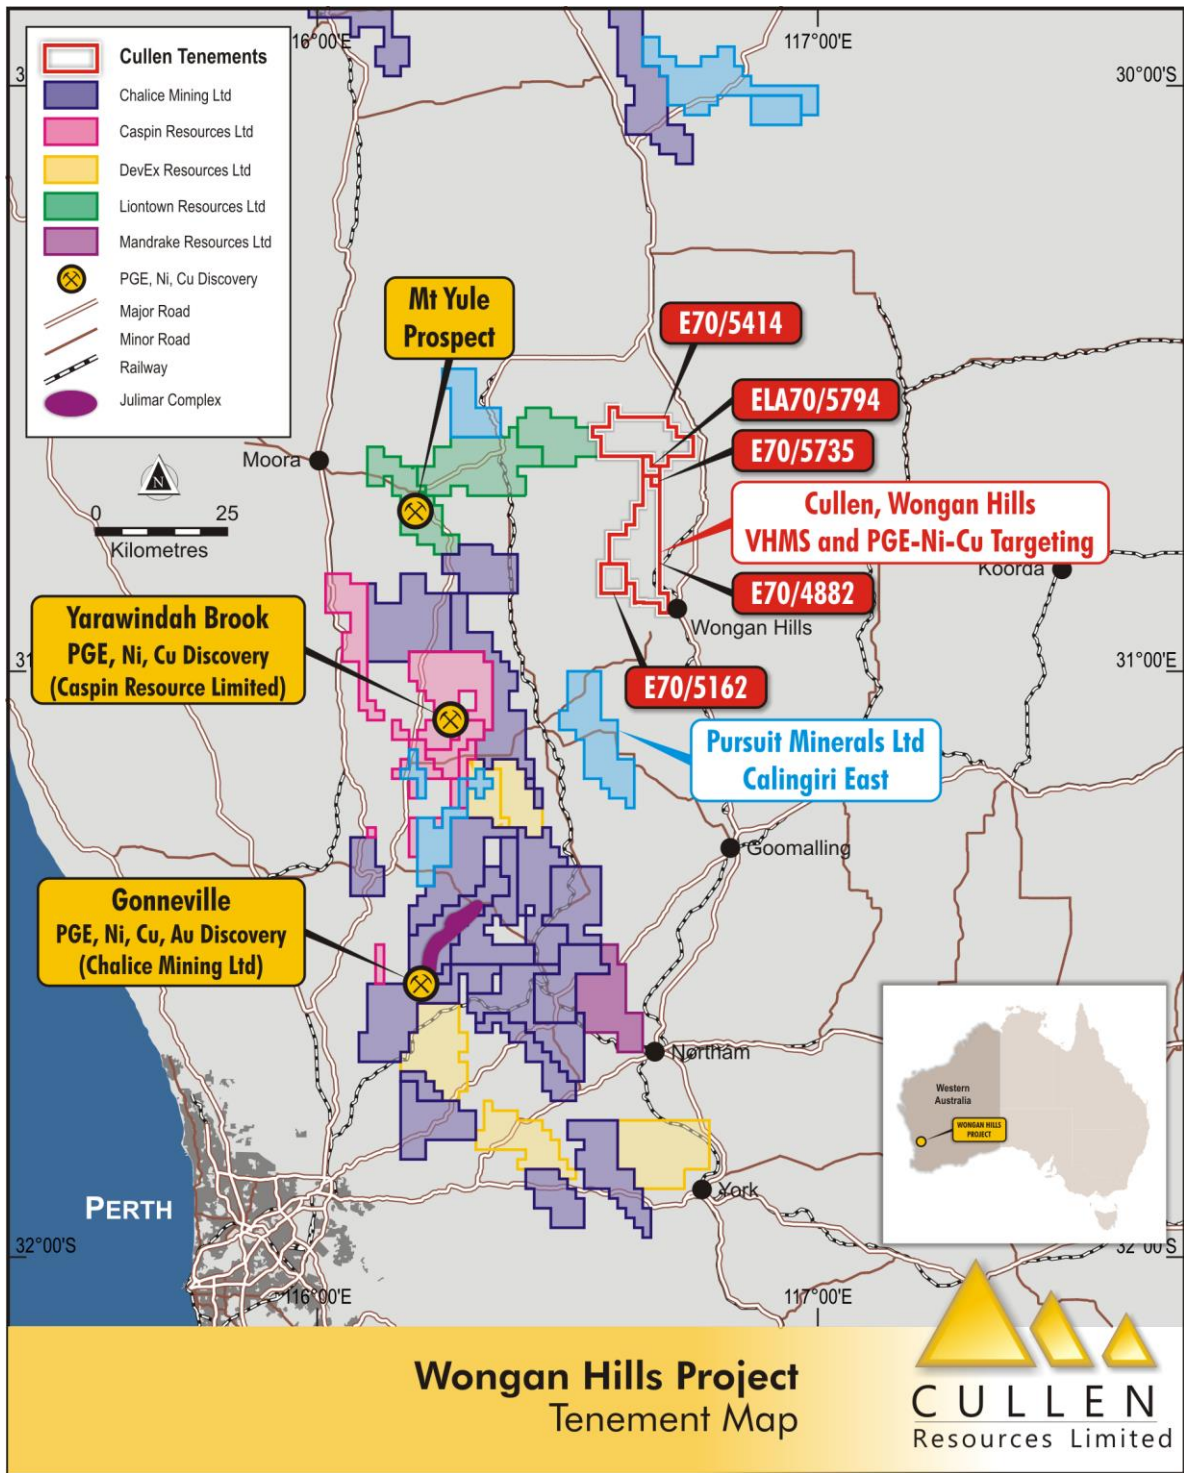 16°00'E
117°00'E
3
30°00'S
Cullen Tenements
Chalice Mining Ltd
Caspin Resources Ltd
DevEx Resources Ltd
Liontown Resources Ltd
Mandrake Resources Ltd
PGE, Ni, Cu Discovery
Major Road
Minor Road
Railway
Julimar Complex
Mt Yule
Prospect
E70/5414
ELA70/5794
E70/5735
Moora
N
0 25
Kilometres
Cullen, Wongan Hills
VHMS and PGE-Ni-Cu Targeting
Koorda
E70/4882
Wongan Hills
Yarawindah Brook
PGE, Ni, Cu Discovery
(Caspin Resource Limited)
31
31°00'E
E70/5162
Pursuit Minerals Ltd
Calingiri East
Goomalling
Gonneville
PGE, Ni, Cu, Au Discovery
(Chalice Mining Ltd)
Northam
Western
Australia
WONGAN HILLS
PROJECT
York
PERTH
32°00'S
32°00'S
116°00'E
117°00'E
Wongan Hills Project
Tenement Map
CULLEN
Resources Limited